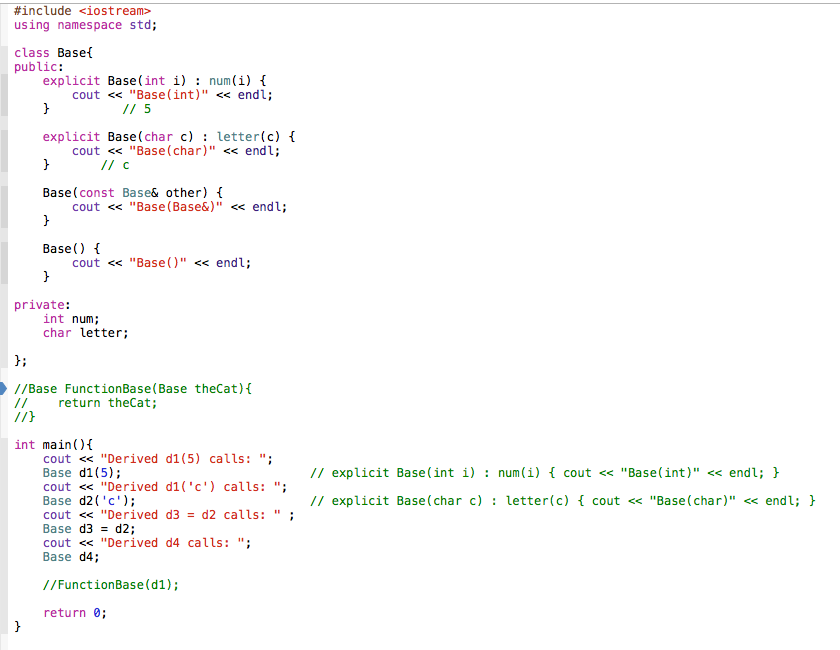 #include <iostream>
using namespace std;

class Base{
public:
    explicit Base(int i) : num(i) {
        cout << "Base(int)" << endl;
    }          // 5

    explicit Base(char c) : letter(c) {
        cout << "Base(char)" << endl;
    }       // c

    Base(const Base& other) {
        cout << "Base(Base&)" << endl;
    }

    Base() {
        cout << "Base()" << endl;
    }

private:
    int num;
    char letter;

};

//Base FunctionBase(Base theCat){
//    return theCat;
//}

int main(){
    cout << "Derived d1(5) calls: ";
    Base d1(5);                          // explicit Base(int i) : num(i) { cout << "Base(int)" << endl; }
    cout << "Derived d1('c') calls: ";
    Base d2('c');                        // explicit Base(char c) : letter(c) { cout << "Base(char)" << endl; }
    cout << "Derived d3 = d2 calls: " ;
    Base d3 = d2;
    cout << "Derived d4 calls: ";
    Base d4;

    //FunctionBase(d1);

    return 0;
}